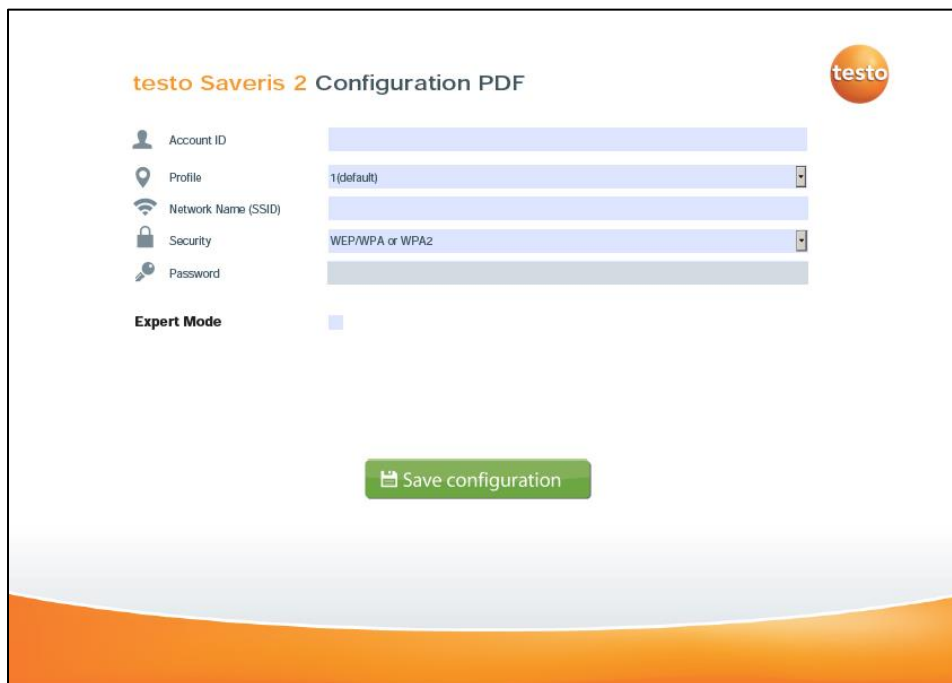 testo
testo Saveris 2 Configuration PDF
Account ID
Profile 1(default)
Network Name (SSID)
Security WEP/WPA or WPA2
Password
Expert Mode
Save configuration